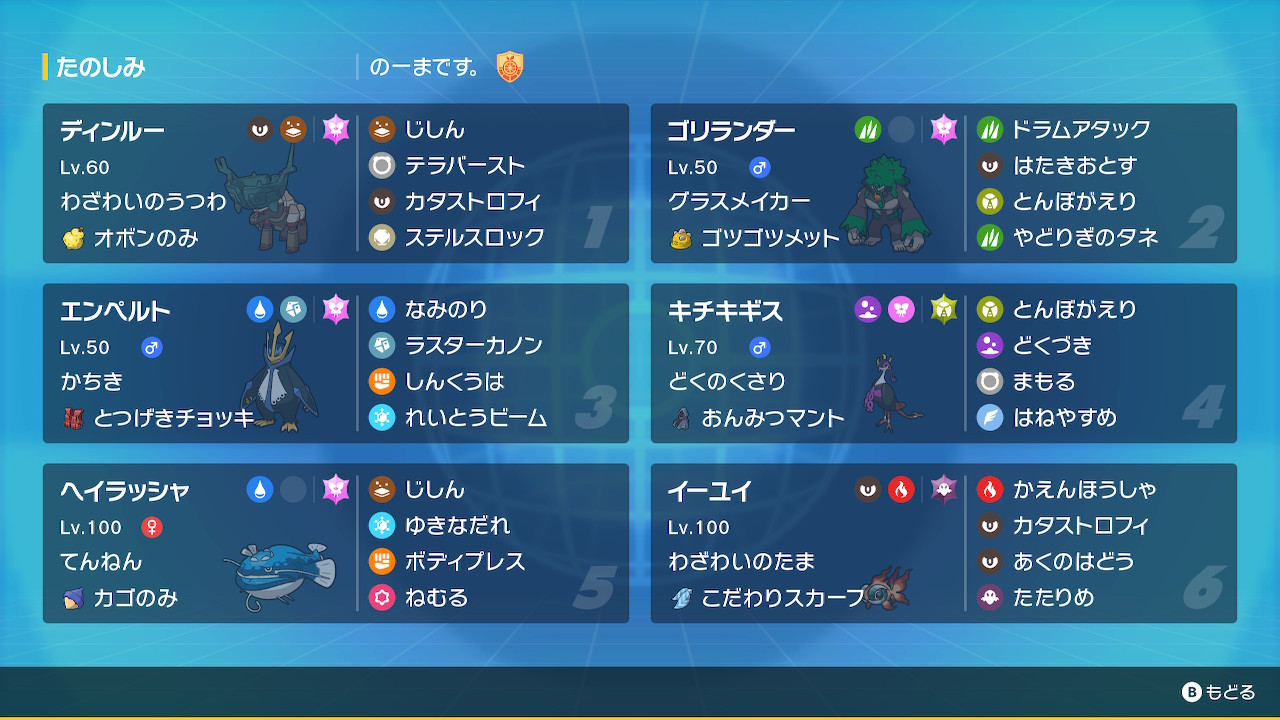 たのしみ
のーまです。
ディンルー
Lv.60
わざわいのうつわ
オボンのみ
じしん
テラバースト
カタストロフィ
ステルスロック
1
ゴリランダー
Lv.50
グラスメイカー
ゴツゴツメット
ドラムアタック
はたきおとす
とんぼがえり
やどりぎのタネ
2
エンペルト
Lv.50
かちき
とつげきチョッキ
なみのり
ラスターカノン
しんくうは
れいとうビーム
3
キチキギス
Lv.70
どくのくさり
おんみつマント
とんぼがえり
どくづき
まもる
はねやすめ
4
ヘイラッシャ
Lv.100
てんねん
カゴのみ
じしん
ゆきなだれ
ボディプレス
ねむる
5
イーユイ
Lv.100
わざわいのたま
こだわりスカーフ
かえんほうしゃ
カタストロフィ
あくのはどう
たたりめ
6
B もどる